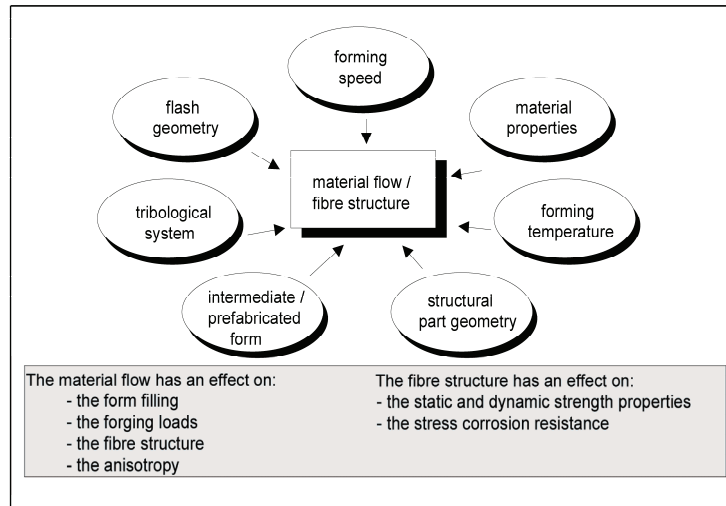 forming
speed
flash
geometry
material
properties
material flow /
fibre structure
tribological
system
forming
temperature
intermediate /
prefabricated
form
structural
part geometry
The material flow has an effect on:
- the form filling
- the forging loads
- the fibre structure
- the anisotropy
The fibre structure has an effect on:
- the static and dynamic strength properties
- the stress corrosion resistance